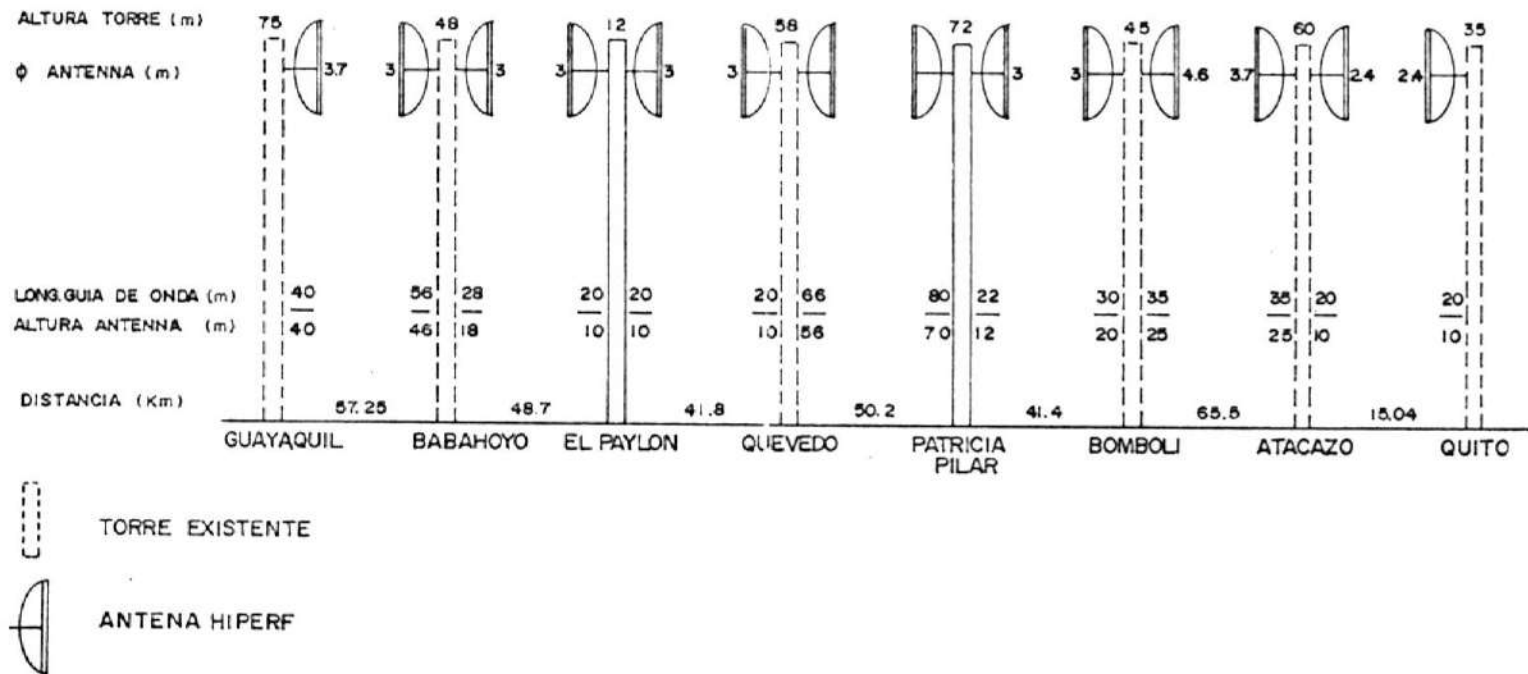 ALTURA TORRE (m) 75 48 12 58 72 45 60 35
ϕ ANTENNA (m) 3.7 3 3 3 3 3 3 3 4.6 3.7 2.4 2.4
LONG.GUIA DE ONDA (m) 40 56 28 20 20 20 66 80 22 30 35 35 20 20
ALTURA ANTENNA (m) 40 46 18 10 10 10 56 70 12 20 25 25 10 10
DISTANCIA (Km) 57.25 48.7 41.8 50.2 41.4 65.5 15.04
GUAYAQUIL BABAHOYO EL PAYLON QUEVEDO PATRICIA PILAR BOMBOLI ATACAZO QUITO
TORRE EXISTENTE
ANTENA HIPERF